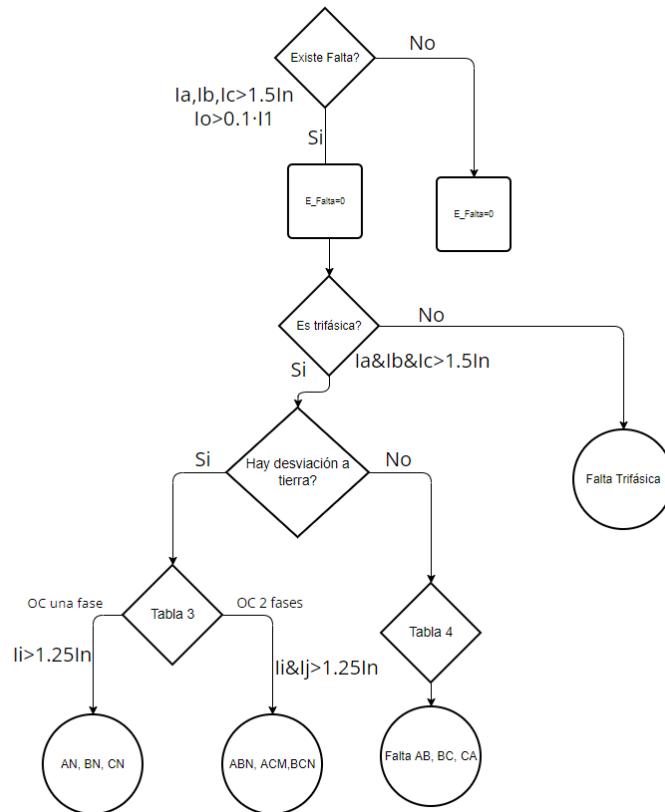 Existe Falta?
No
Ia,Ib,Ic>1.5In
Io>0.1·I1
Si
E_Falta=0
E_Falta=0
Es trifásica?
No
Ia&Ib&Ic>1.5In
Si
Hay desviación a
tierra?
Si
No
Falta Trifásica
OC una fase
Tabla 3
OC 2 fases
Tabla 4
Ii>1.25In
Ii&Ij>1.25In
AN, BN, CN
ABN, ACM,BCN
Falta AB, BC, CA